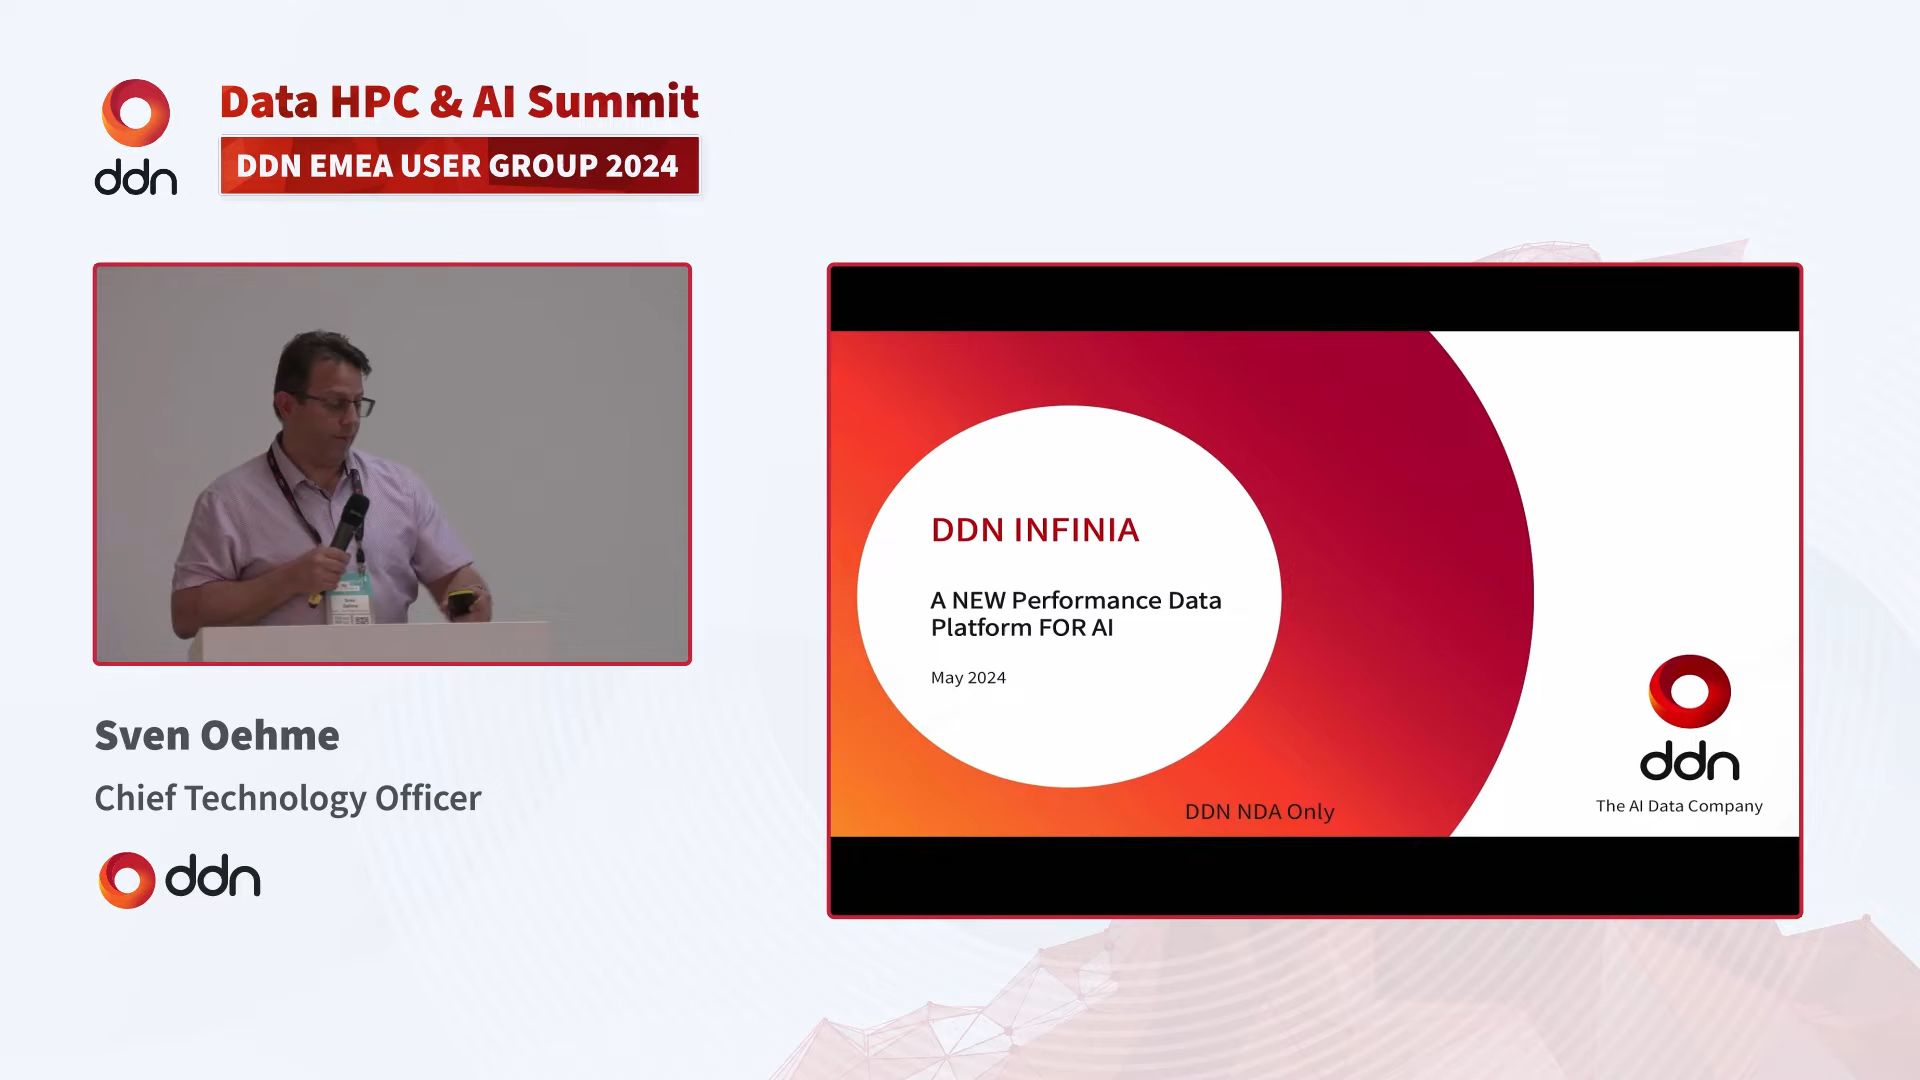 Data HPC & AI Summit
DDN EMEA USER GROUP 2024
ddn
DDN INFINIA
A NEW Performance Data
Platform FOR AI
May 2024
DDN NDA Only
ddn
The AI Data Company
Sven Oehme
Chief Technology Officer
ddn